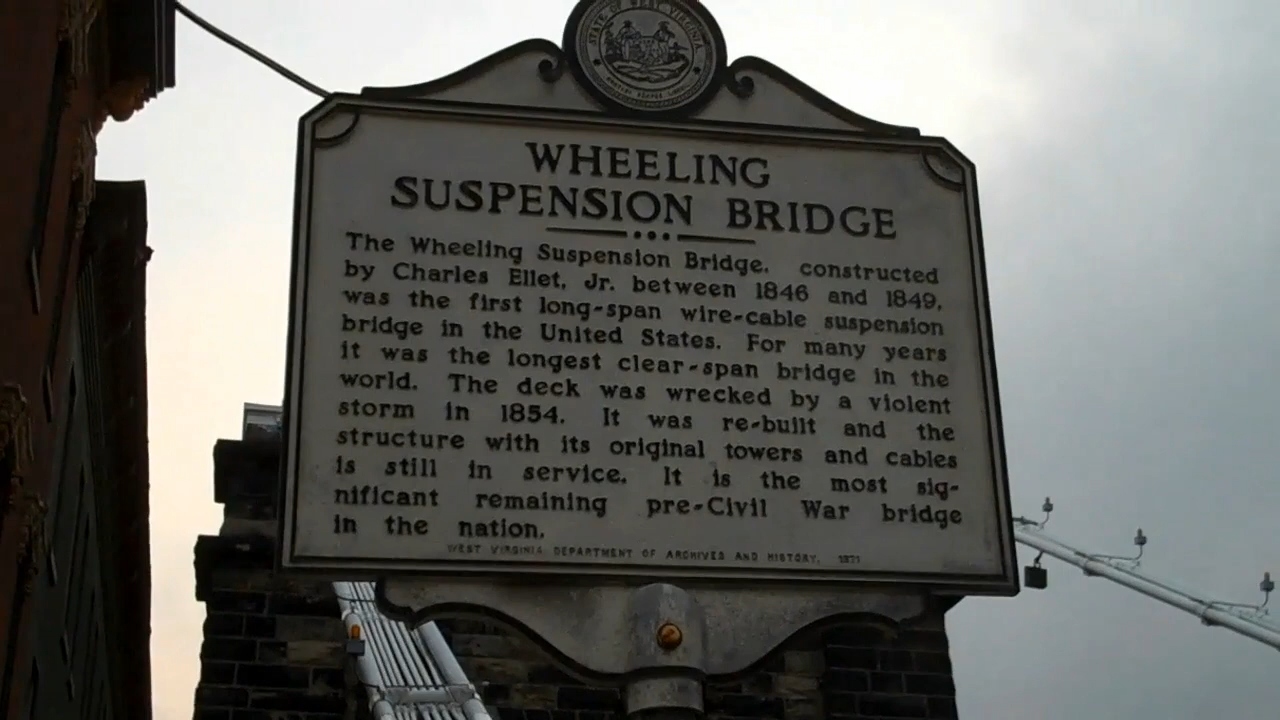 STATE OF WEST VIRGINIA
WHEELING
SUSPENSION BRIDGE
The Wheeling Suspension Bridge, constructed
by Charles Ellet, Jr. between 1846 and 1849,
was the first long-span wire-cable suspension
bridge in the United States. For many years
it was the longest clear-span bridge in the
world. The deck was wrecked by a violent
storm in 1854. It was re-built and the
structure with its original towers and cables
is still in service. It is the most sig-
nificant remaining pre-Civil War bridge
in the nation.
WEST VIRGINIA DEPARTMENT OF ARCHIVES AND HISTORY, 1971